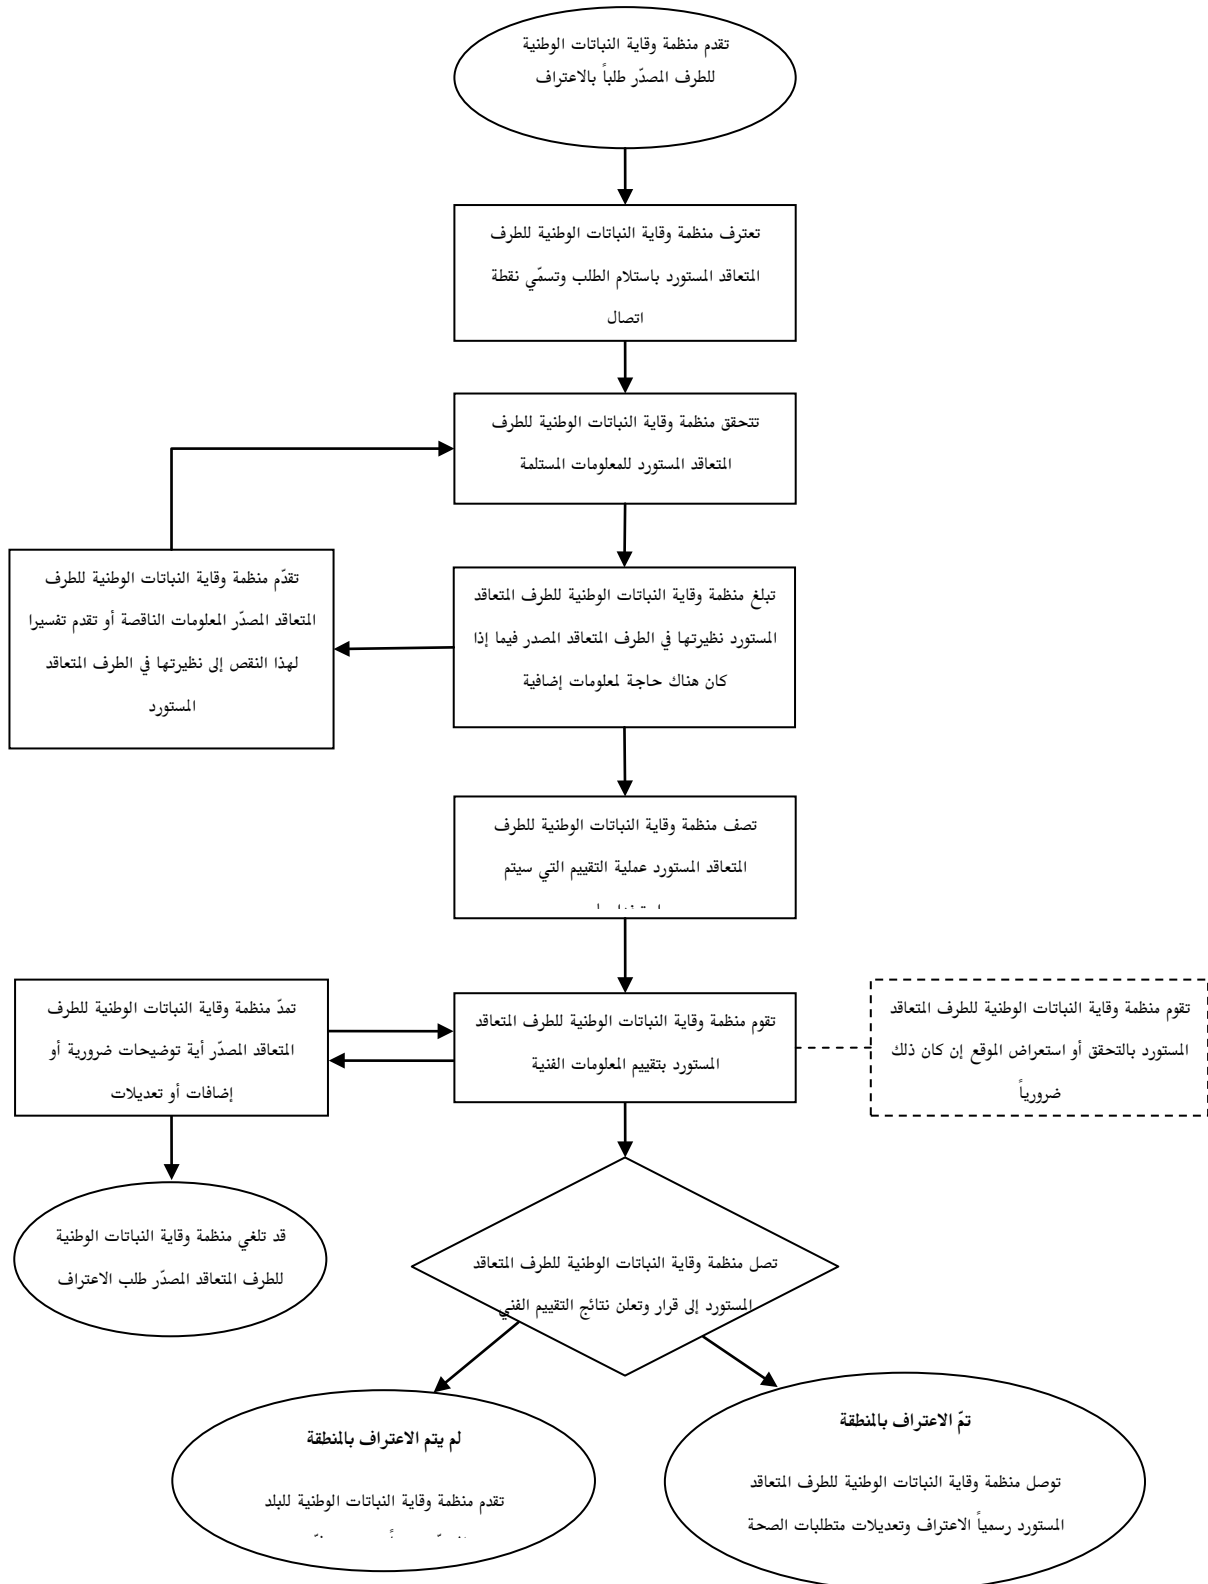 تقدم منظمة وقاية النباتات الوطنية
للطرف المصدّر طلباً بالاعتراف
تعترف منظمة وقاية النباتات الوطنية للطرف
المتعاقد المستورد باستلام الطلب وتسمّي نقطة
اتصال
تتحقق منظمة وقاية النباتات الوطنية للطرف
المتعاقد المستورد للمعلومات المستلمة
تبلغ منظمة وقاية النباتات الوطنية للطرف المتعاقد
المستورد نظيرتها في الطرف المتعاقد المصدر فيما إذا
كان هناك حاجة لمعلومات إضافية
تقدّم منظمة وقاية النباتات الوطنية للطرف
المتعاقد المصدّر المعلومات الناقصة أو تقدم تفسيرا
لهذا النقص إلى نظيرتها في الطرف المتعاقد
المستورد
تصف منظمة وقاية النباتات الوطنية للطرف
المتعاقد المستورد عملية التقييم التي سيتم
تقوم منظمة وقاية النباتات الوطنية للطرف المتعاقد
المستورد بتقييم المعلومات الفنية
تقوم منظمة وقاية النباتات الوطنية للطرف المتعاقد
المستورد بالتحقق أو استعراض الموقع إن كان ذلك
ضرورياً
تمدّ منظمة وقاية النباتات الوطنية للطرف
المتعاقد المصدّر أية توضيحات ضرورية أو
إضافات أو تعديلات
قد تلغي منظمة وقاية النباتات الوطنية
للطرف المتعاقد المصدّر طلب الاعتراف
تصل منظمة وقاية النباتات الوطنية للطرف المتعاقد
المستورد إلى قرار وتعلن نتائج التقييم الفني
تمّ الاعتراف بالمنطقة
توصل منظمة وقاية النباتات الوطنية للطرف المتعاقد
المستورد رسمياً الاعتراف وتعديلات متطلبات الصحة
لم يتم الاعتراف بالمنطقة
تقدم منظمة وقاية النباتات الوطنية للبلد